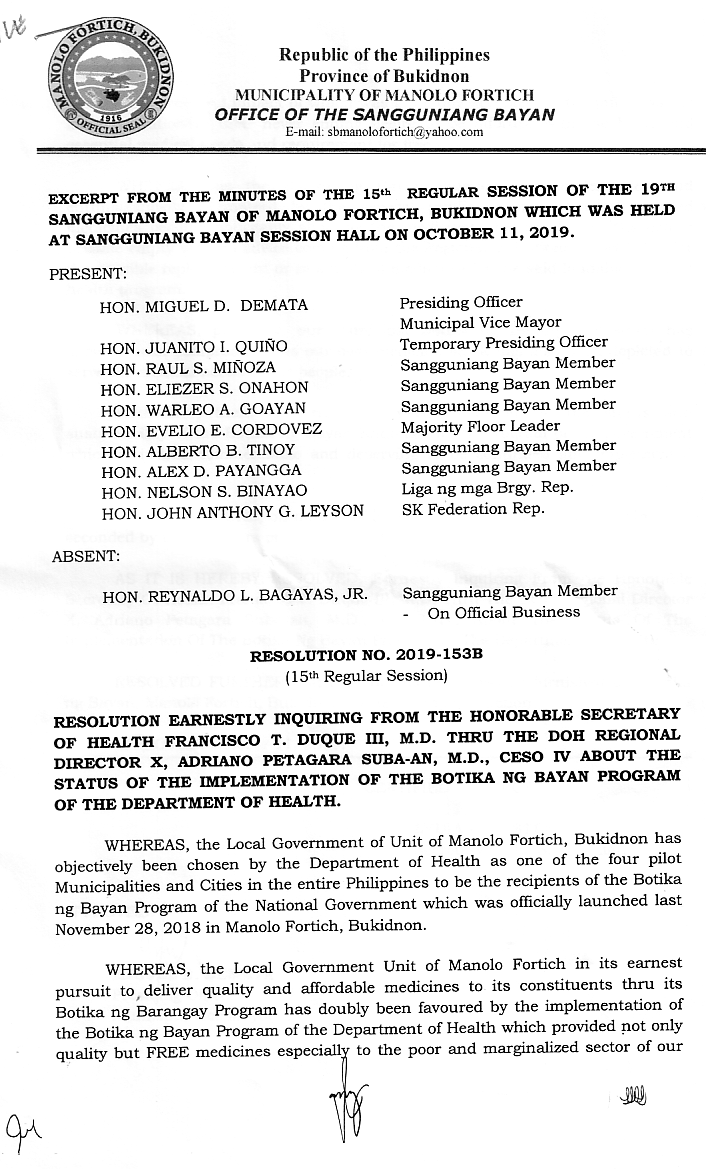 MANOLO FORTICH, BUKIDNON
1916
OFFICIAL SEAL
Republic of the Philippines
Province of Bukidnon
MUNICIPALITY OF MANOLO FORTICH
OFFICE OF THE SANGGUNIANG BAYAN
E-mail: sbmanolofortich@yahoo.com
EXCERPT FROM THE MINUTES OF THE 15th REGULAR SESSION OF THE 19TH
SANGGUNIANG BAYAN OF MANOLO FORTICH, BUKIDNON WHICH WAS HELD
AT SANGGUNIANG BAYAN SESSION HALL ON OCTOBER 11, 2019.
PRESENT:
HON. MIGUEL D. DEMATA Presiding Officer
Municipal Vice Mayor
HON. JUANITO I. QUIÑO Temporary Presiding Officer
HON. RAUL S. MIÑOZA Sangguniang Bayan Member
HON. ELIEZER S. ONAHON Sangguniang Bayan Member
HON. WARLEO A. GOAYAN Sangguniang Bayan Member
HON. EVELIO E. CORDOVEZ Majority Floor Leader
HON. ALBERTO B. TINOY Sangguniang Bayan Member
HON. ALEX D. PAYANGGA Sangguniang Bayan Member
HON. NELSON S. BINAYAO Liga ng mga Brgy. Rep.
HON. JOHN ANTHONY G. LEYSON SK Federation Rep.
ABSENT:
HON. REYNALDO L. BAGAYAS, JR. Sangguniang Bayan Member
- On Official Business
RESOLUTION NO. 2019-153B
(15th Regular Session)
RESOLUTION EARNESTLY INQUIRING FROM THE HONORABLE SECRETARY
OF HEALTH FRANCISCO T. DUQUE III, M.D. THRU THE DOH REGIONAL
DIRECTOR X, ADRIANO PETAGARA SUBA-AN, M.D., CESO IV ABOUT THE
STATUS OF THE IMPLEMENTATION OF THE BOTIKA NG BAYAN PROGRAM
OF THE DEPARTMENT OF HEALTH.
WHEREAS, the Local Government of Unit of Manolo Fortich, Bukidnon has
objectively been chosen by the Department of Health as one of the four pilot
Municipalities and Cities in the entire Philippines to be the recipients of the Botika
ng Bayan Program of the National Government which was officially launched last
November 28, 2018 in Manolo Fortich, Bukidnon.
WHEREAS, the Local Government Unit of Manolo Fortich in its earnest
pursuit to deliver quality and affordable medicines to its constituents thru its
Botika ng Barangay Program has doubly been favoured by the implementation of
the Botika ng Bayan Program of the Department of Health which provided not only
quality but FREE medicines especially to the poor and marginalized sector of our